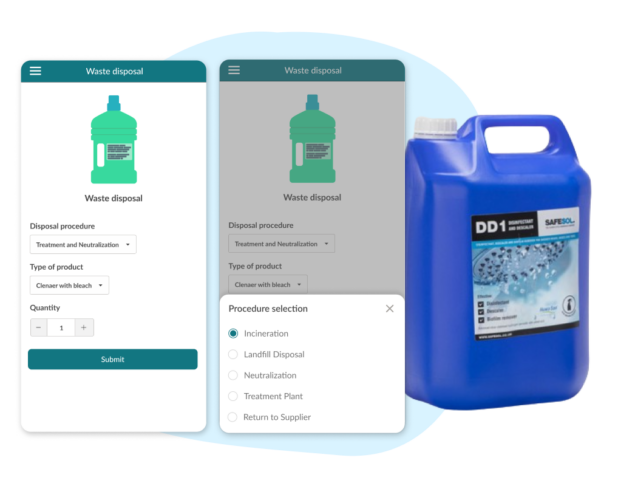 Waste disposal
Waste disposal
Disposal procedure
Treatment and Neutralization
Type of product
Clenaer with bleach
Quantity
− 1 +
Submit
Waste disposal
Waste disposal
Disposal procedure
Treatment and Neutralization
Type of product
Clenaer with bleach
Procedure selection
Incineration
Landfill Disposal
Neutralization
Treatment Plant
Return to Supplier
DD1 DISINFECTANT AND DESCALER
SAFESOL
Disinfectant
Descaler